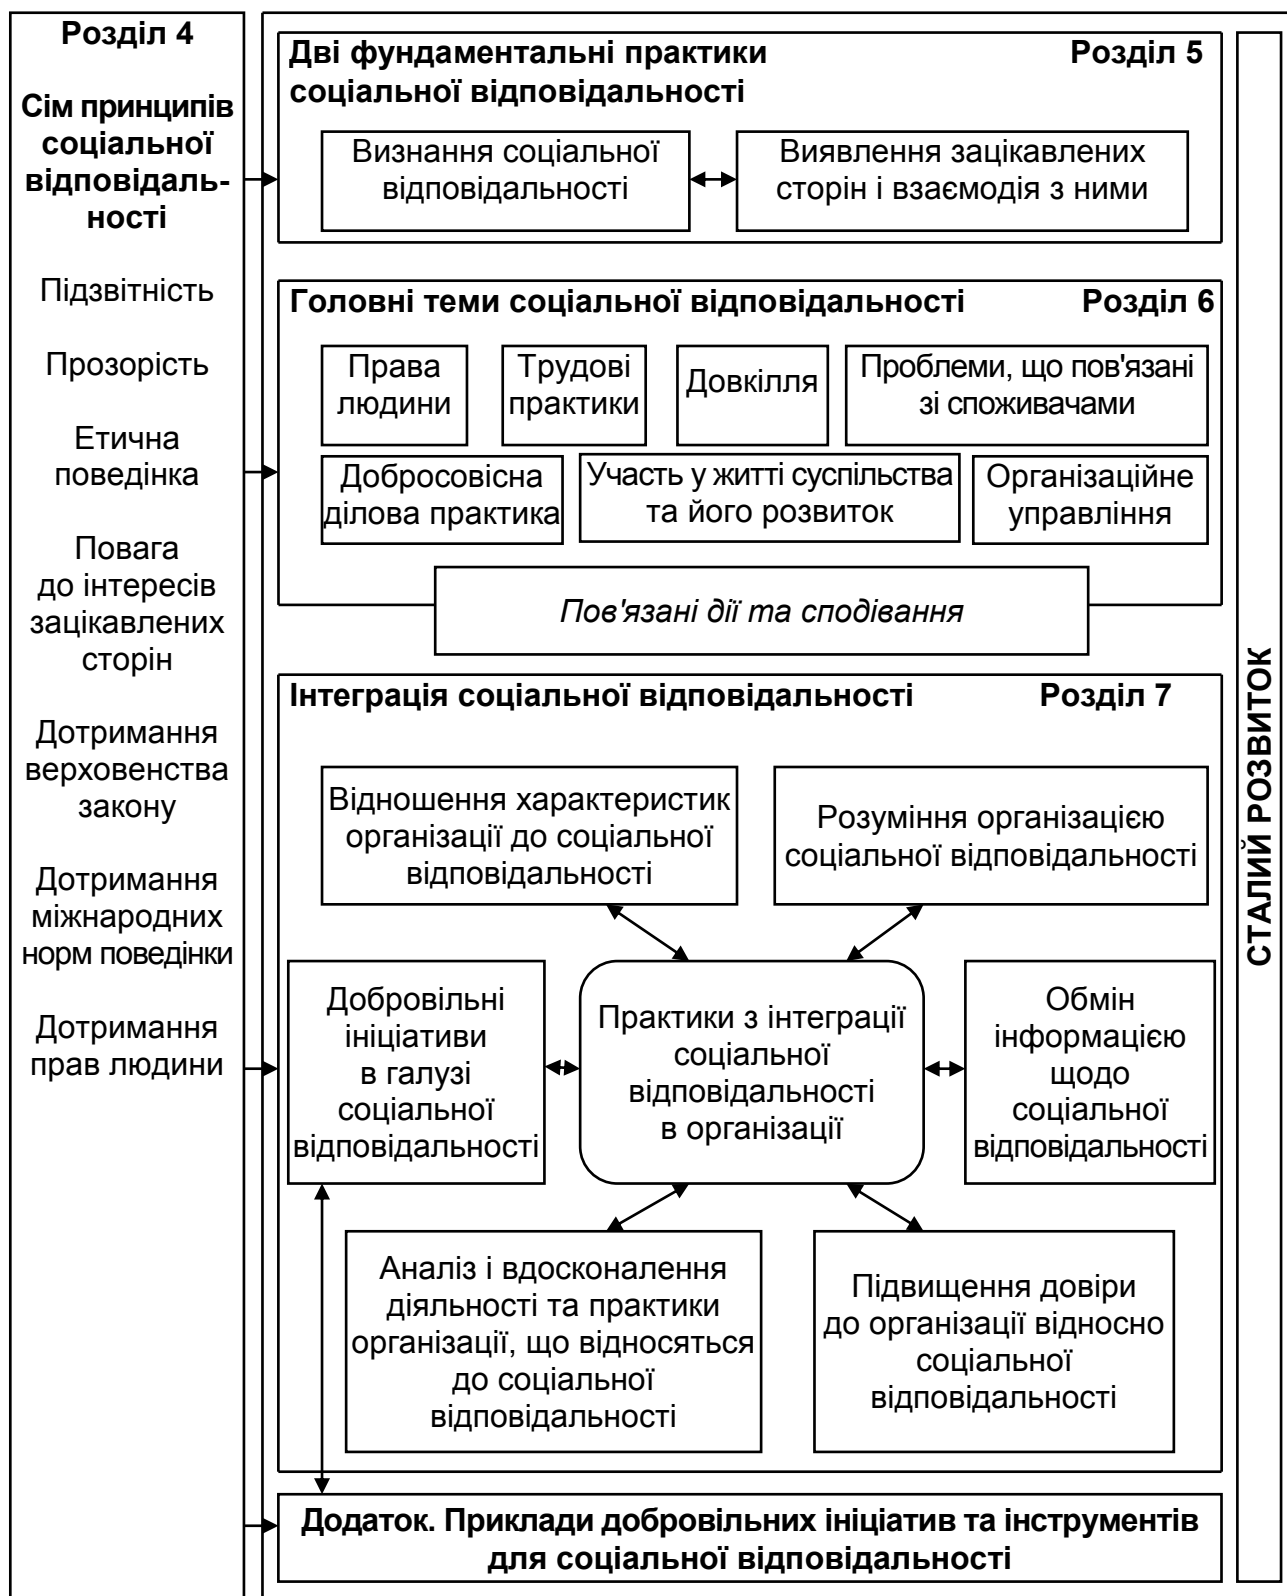 Розділ 4
Сім принципів
соціальної
відповідаль-
ності
Підзвітність
Прозорість
Етична
поведінка
Повага
до інтересів
зацікавлених
сторін
Дотримання
верховенства
закону
Дотримання
міжнародних
норм поведінки
Дотримання
прав людини
Дві фундаментальні практики Розділ 5
соціальної відповідальності
Визнання соціальної
відповідальності
Виявлення зацікавлених
сторін і взаємодія з ними
Головні теми соціальної відповідальності Розділ 6
Права
людини
Трудові
практики
Довкілля
Проблеми, що пов'язані
зі споживачами
Добросовісна
ділова практика
Участь у житті суспільства
та його розвиток
Організаційне
управління
Пов'язані дії та сподівання
Інтеграція соціальної відповідальності Розділ 7
Відношення характеристик
організації до соціальної
відповідальності
Розуміння організацією
соціальної відповідальності
Добровільні
ініціативи
в галузі
соціальної
відповідальності
Практики з інтеграції
соціальної
відповідальності
в організації
Обмін
інформацією
щодо
соціальної
відповідальності
Аналіз і вдосконалення
діяльності та практики
організації, що відносяться
до соціальної
відповідальності
Підвищення довіри
до організації відносно
соціальної
відповідальності
Додаток. Приклади добровільних ініціатив та інструментів
для соціальної відповідальності
СТАЛИЙ РОЗВИТОК